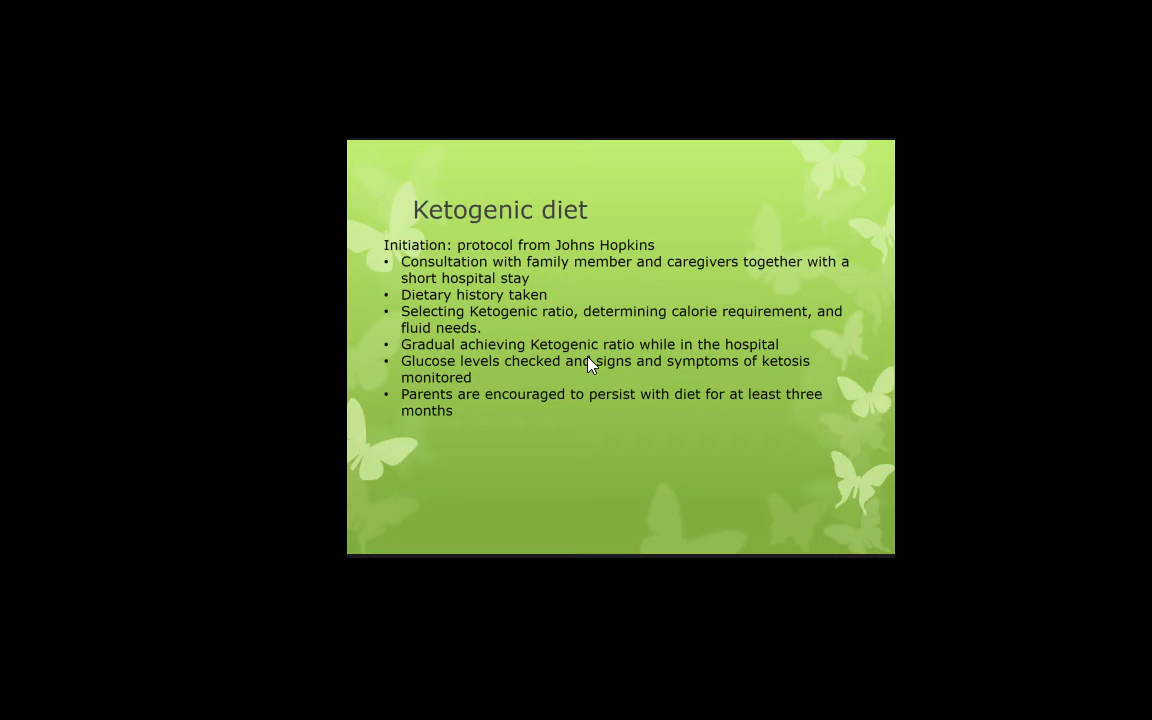 Ketogenic diet
Initiation: protocol from Johns Hopkins
• Consultation with family member and caregivers together with a
short hospital stay
• Dietary history taken
• Selecting Ketogenic ratio, determining calorie requirement, and
fluid needs.
• Gradual achieving Ketogenic ratio while in the hospital
• Glucose levels checked and signs and symptoms of ketosis
monitored
• Parents are encouraged to persist with diet for at least three
months